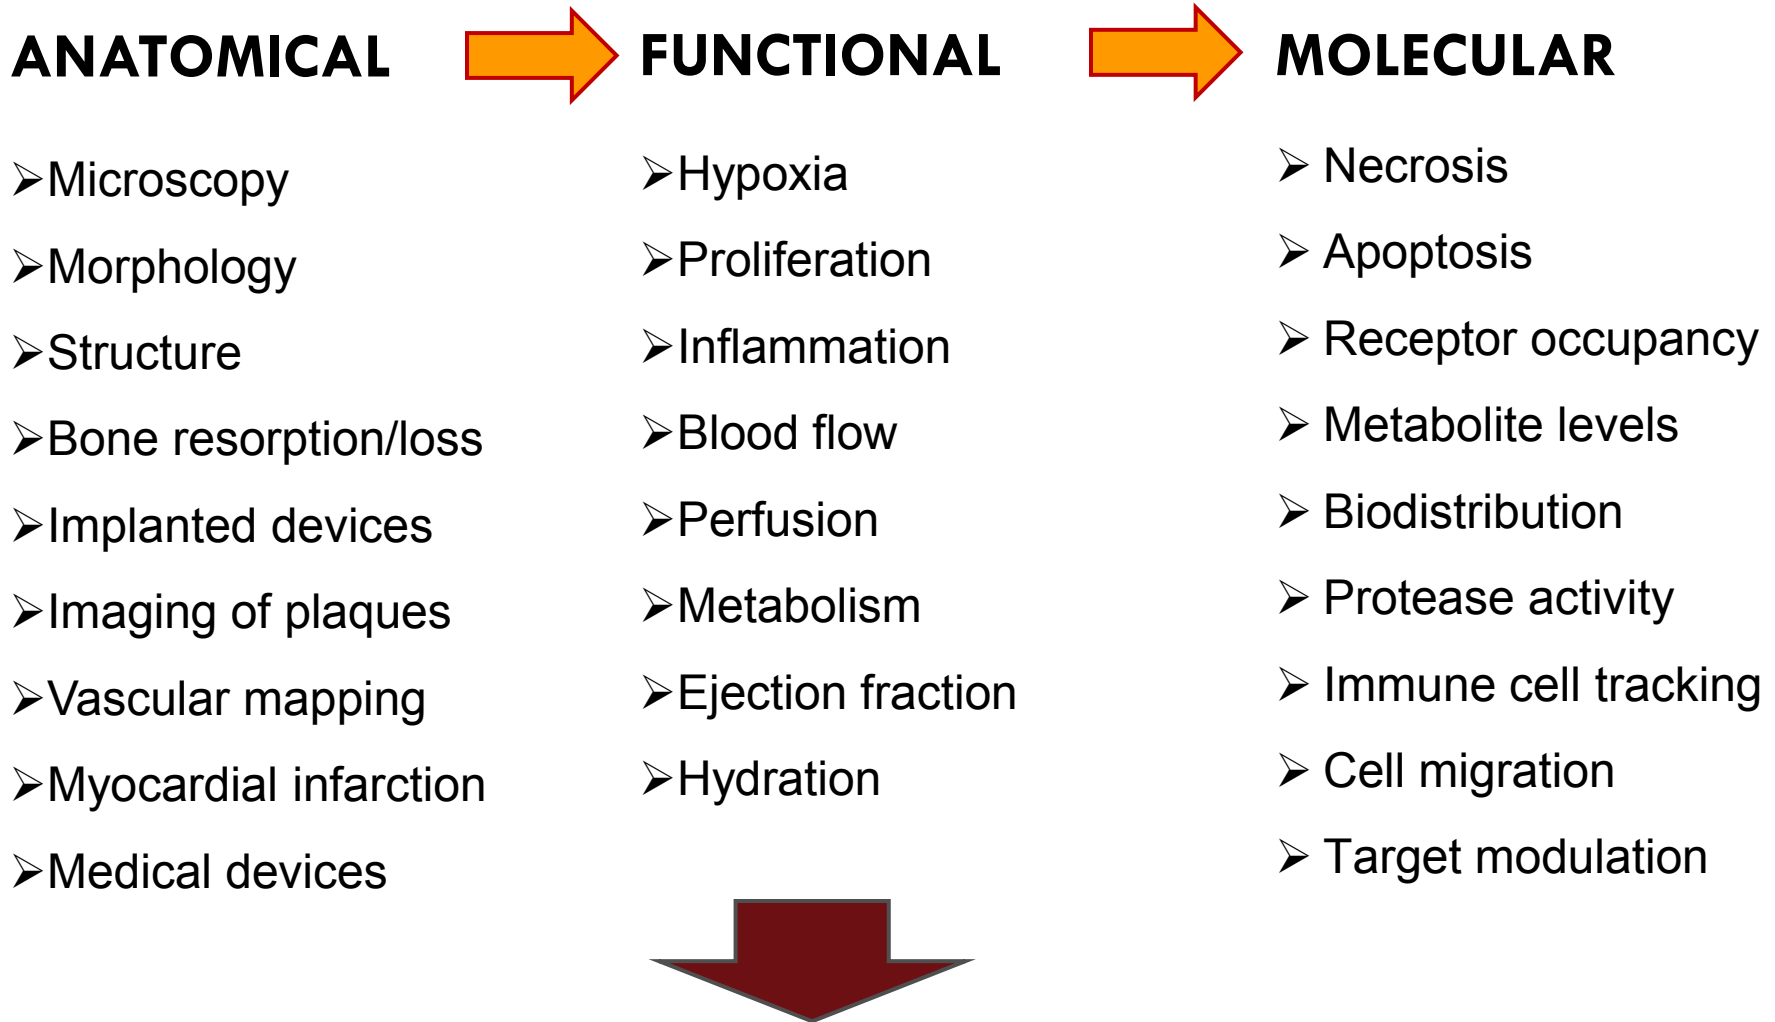 ANATOMICAL
➢Microscopy
➢Morphology
➢Structure
➢Bone resorption/loss
➢Implanted devices
➢Imaging of plaques
➢Vascular mapping
➢Myocardial infarction
➢Medical devices
FUNCTIONAL
➢Hypoxia
➢Proliferation
➢Inflammation
➢Blood flow
➢Perfusion
➢Metabolism
➢Ejection fraction
➢Hydration
MOLECULAR
➢ Necrosis
➢ Apoptosis
➢ Receptor occupancy
➢ Metabolite levels
➢ Biodistribution
➢ Protease activity
➢ Immune cell tracking
➢ Cell migration
➢ Target modulation